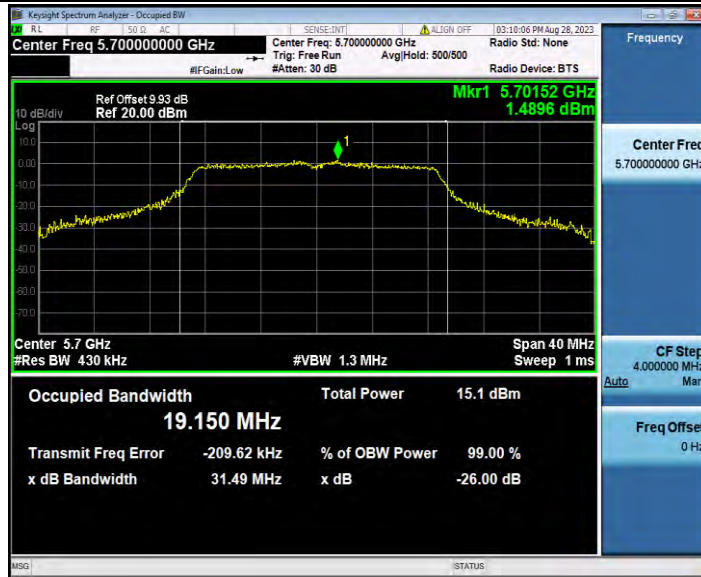 Keysight Spectrum Analyzer - Occupied BW
RL RF 50 Ω AC SENSE:INT ALIGN OFF 03:10:06 PM Aug 28, 2023
Center Freq 5.700000000 GHz
Center Freq: 5.700000000 GHz
Radio Std: None
Trig: Free Run Avg|Hold: 500/500
#IFGain:Low
#Atten: 30 dB
Radio Device: BTS
Ref Offset 9.93 dB
Mkr1 5.70152 GHz
10 dB/div
Ref 20.00 dBm
1.4896 dBm
Log
10.0
1
0.00
-10.0
-20.0
-30.0
-40.0
-50.0
-60.0
-70.0
Center 5.7 GHz
Span 40 MHz
#Res BW 430 kHz
#VBW 1.3 MHz
Sweep 1 ms
Occupied Bandwidth
Total Power 15.1 dBm
19.150 MHz
Transmit Freq Error -209.62 kHz
% of OBW Power 99.00 %
x dB Bandwidth 31.49 MHz
x dB -26.00 dB
MSG
STATUS
Frequency
Center Freq
5.700000000 GHz
CF Step
4.000000 MHz
Auto Man
Freq Offset
0 Hz